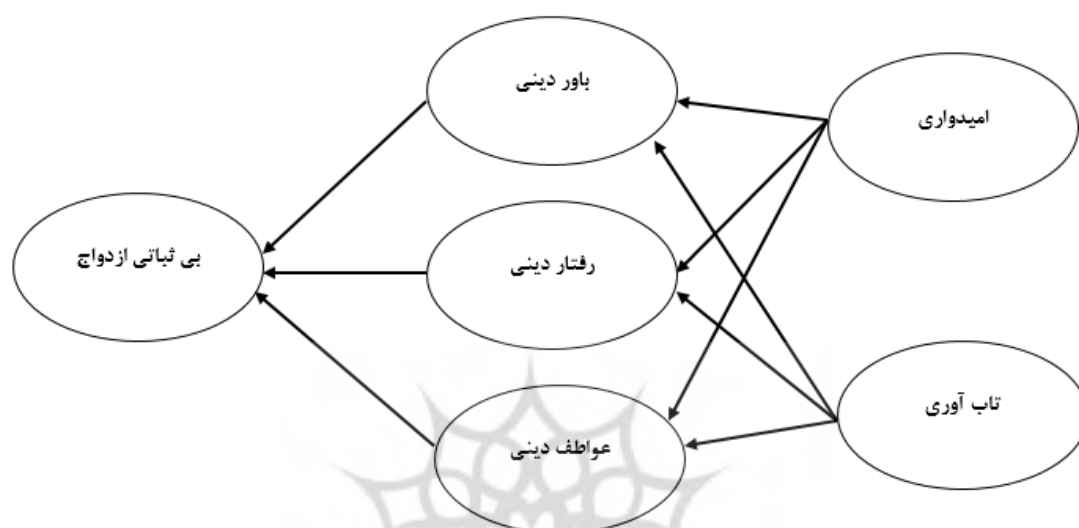 باور دینی
امیدواری
رفتار دینی
بی ثباتی ازدواج
تاب آوری
عواطف دینی